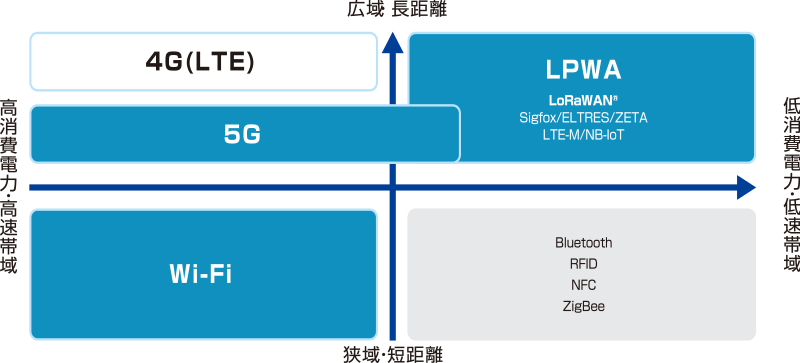 広域 長距離
4G(LTE)
LPWA
LoRaWAN®
Sigfox/ELTRES/ZETA
LTE-M/NB-IoT
5G
高消費電力・高速帯域
低消費電力・低速帯域
Wi-Fi
Bluetooth
RFID
NFC
ZigBee
狭域・短距離